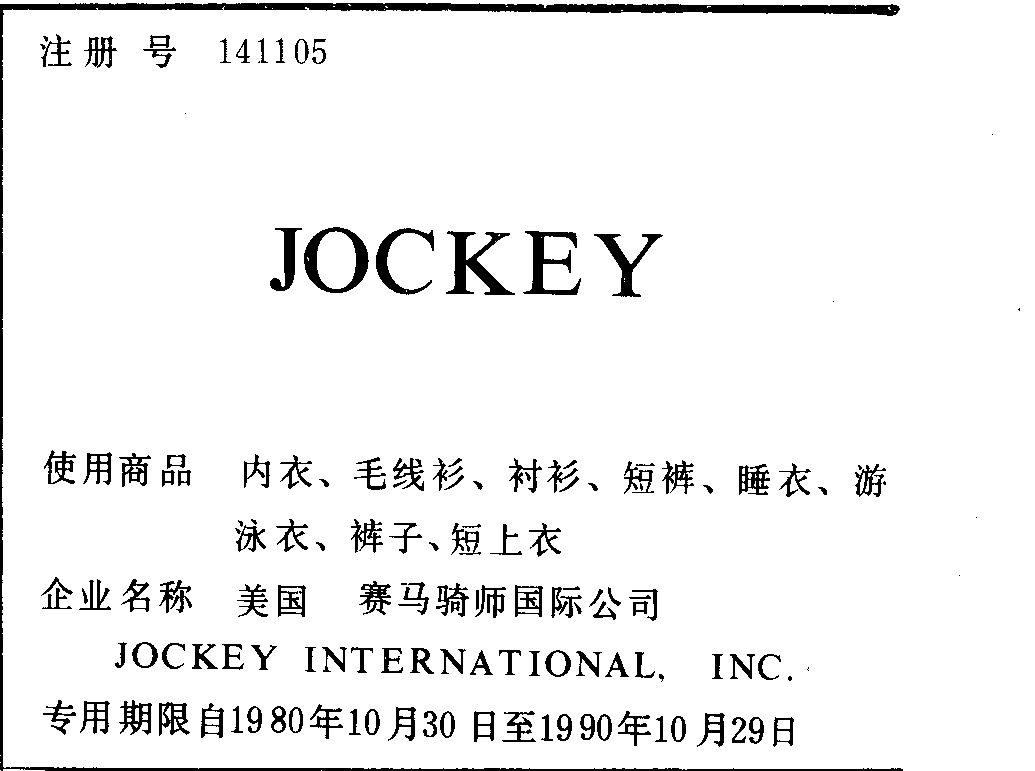 注册号 141105
JOCKEY
使用商品 内衣、毛线衫、衬衫、短裤、睡衣、游
泳衣、裤子、短上衣
企业名称 美国 赛马骑师国际公司
JOCKEY INTERNATIONAL, INC.
专用期限自1980年10月30日至1990年10月29日